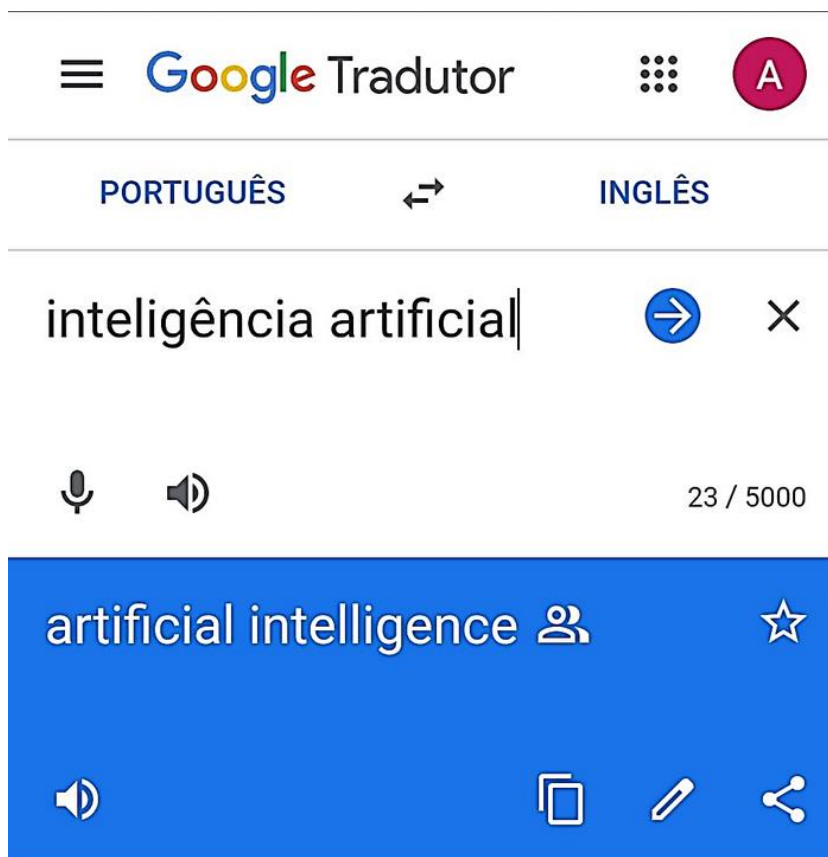 Google Tradutor A
PORTUGUÊS INGLÊS
inteligência artificial
23 / 5000
artificial intelligence